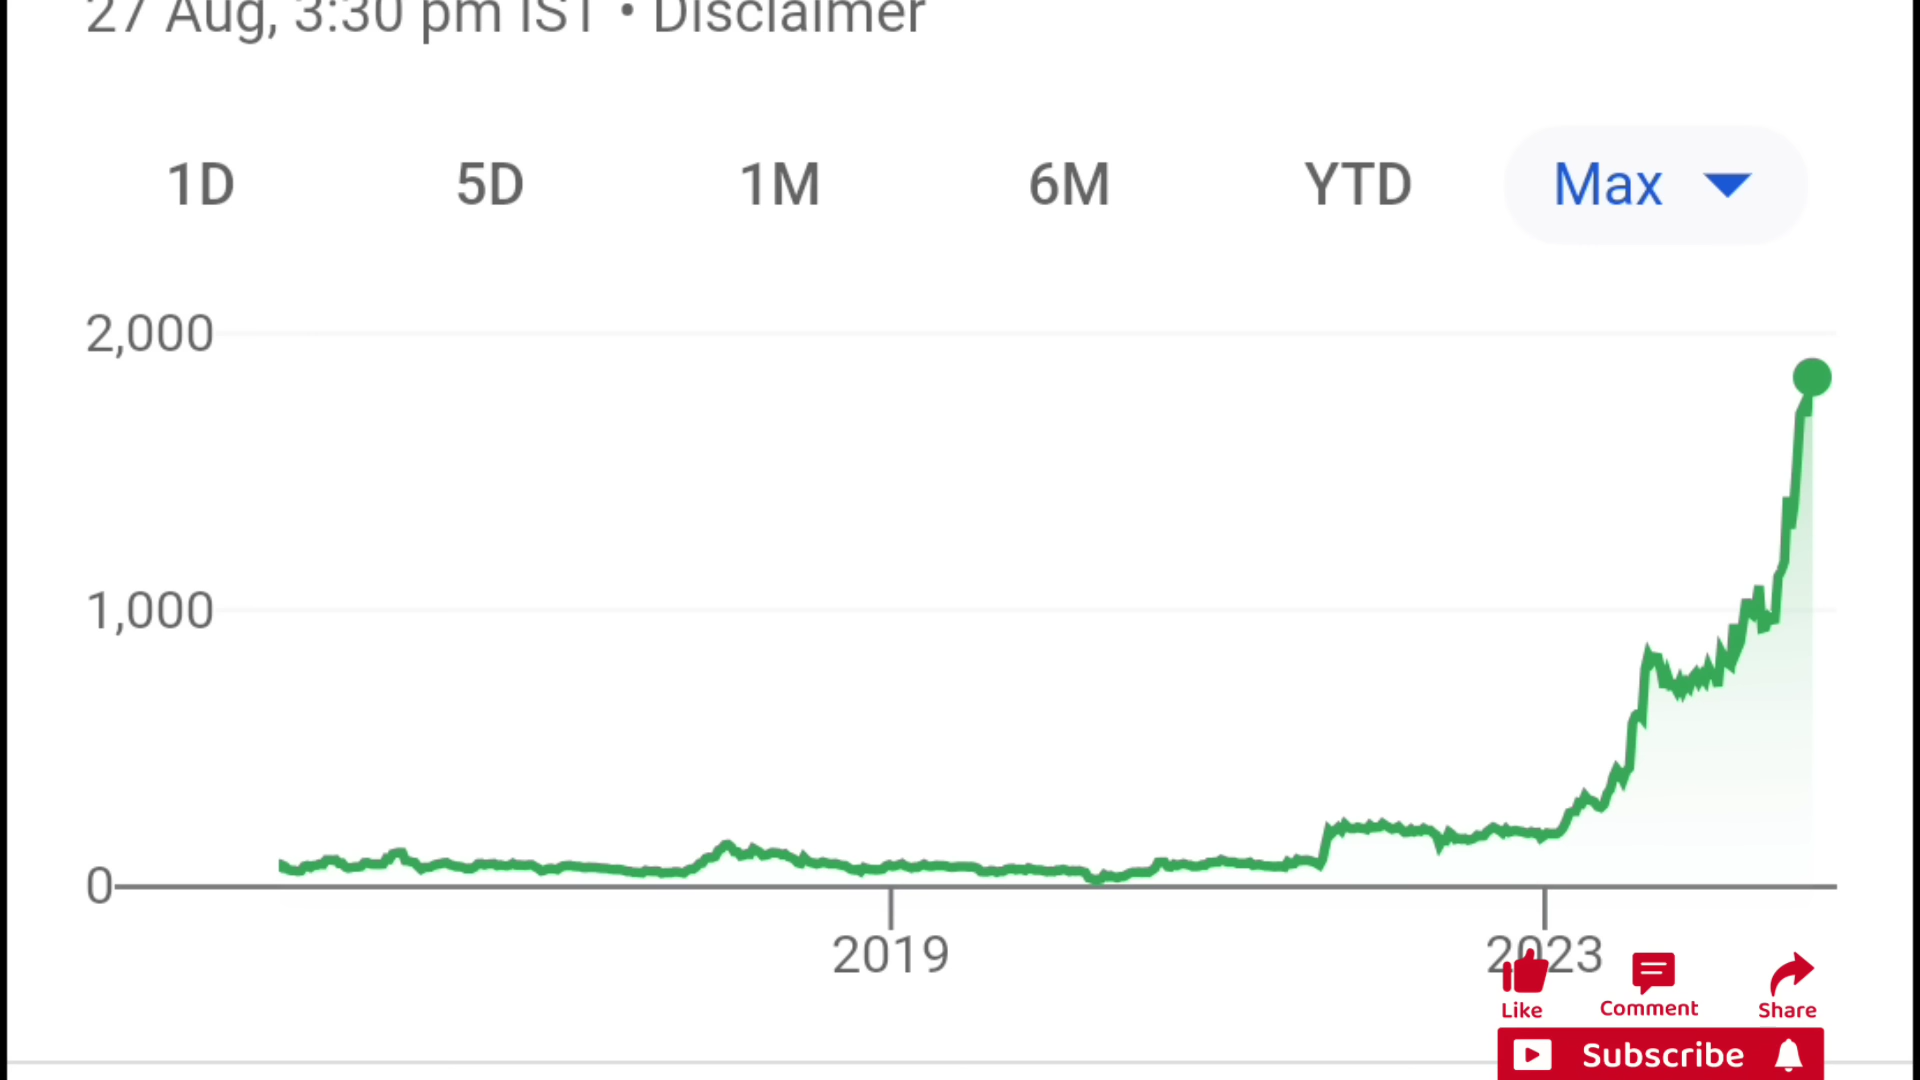 27 Aug, 3:30 pm IST • Disclaimer
1D 5D 1M 6M YTD Max
2,000
1,000
0
2019 2023
Like Comment Share
Subscribe